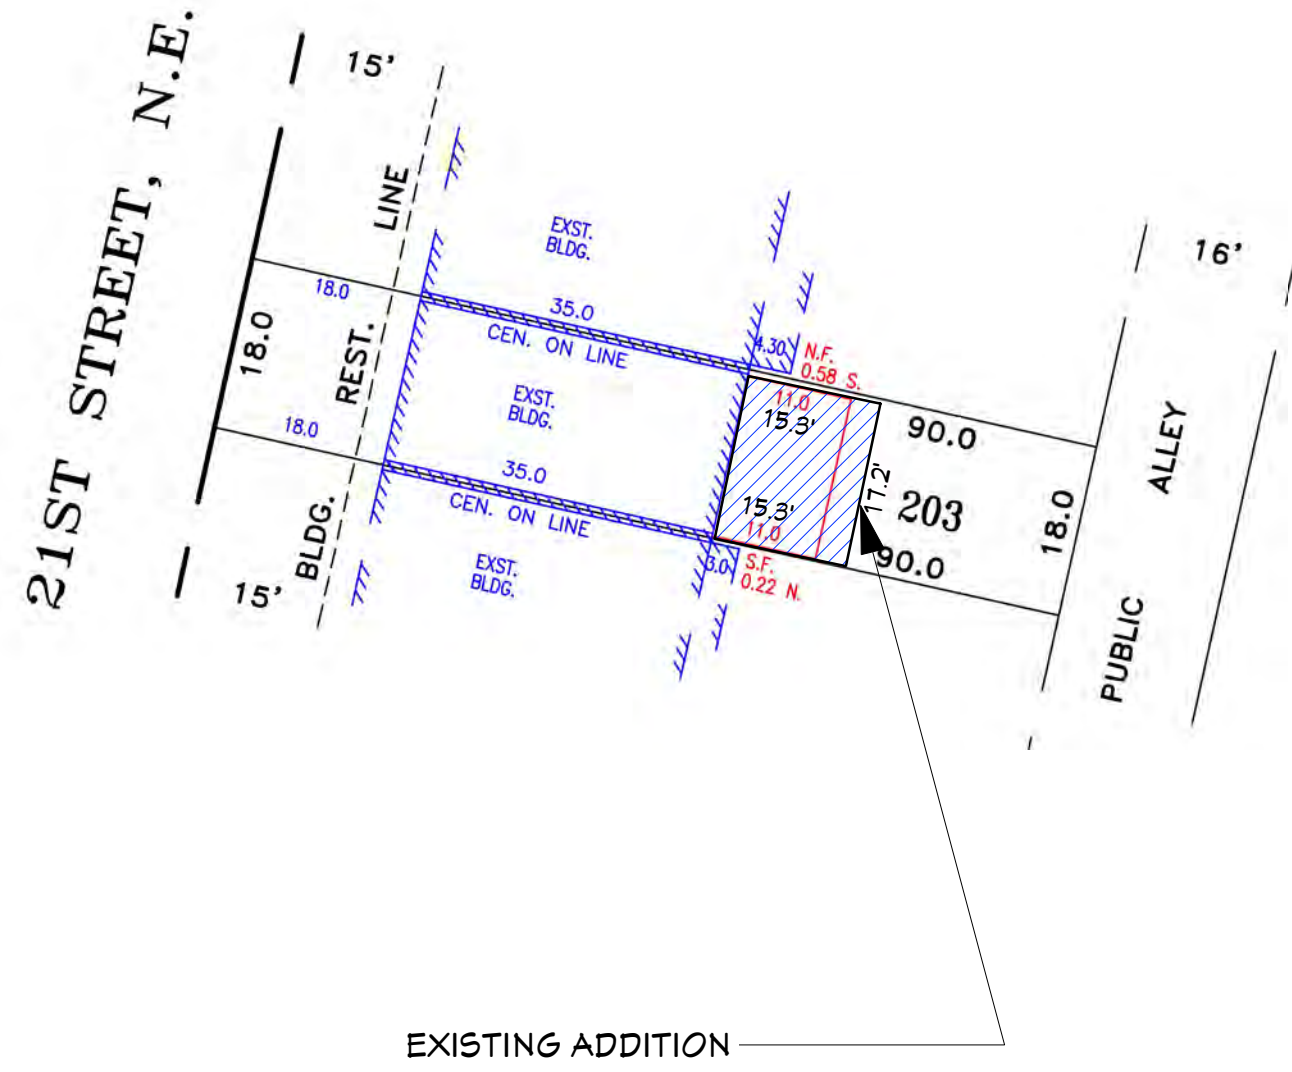 21ST STREET, N.E.
15'
LINE
REST.
BLDG.
15'
18.0
18.0
18.0
EXST.
BLDG.
35.0
CEN. ON LINE
EXST.
BLDG.
35.0
CEN. ON LINE
EXST.
BLDG.
4.30
N.F.
0.58 S.
11.0
15.3'
15.3'
11.0
3.0
S.F.
0.22 N.
17.2'
90.0
203
90.0
18.0
16'
ALLEY
PUBLIC
EXISTING ADDITION